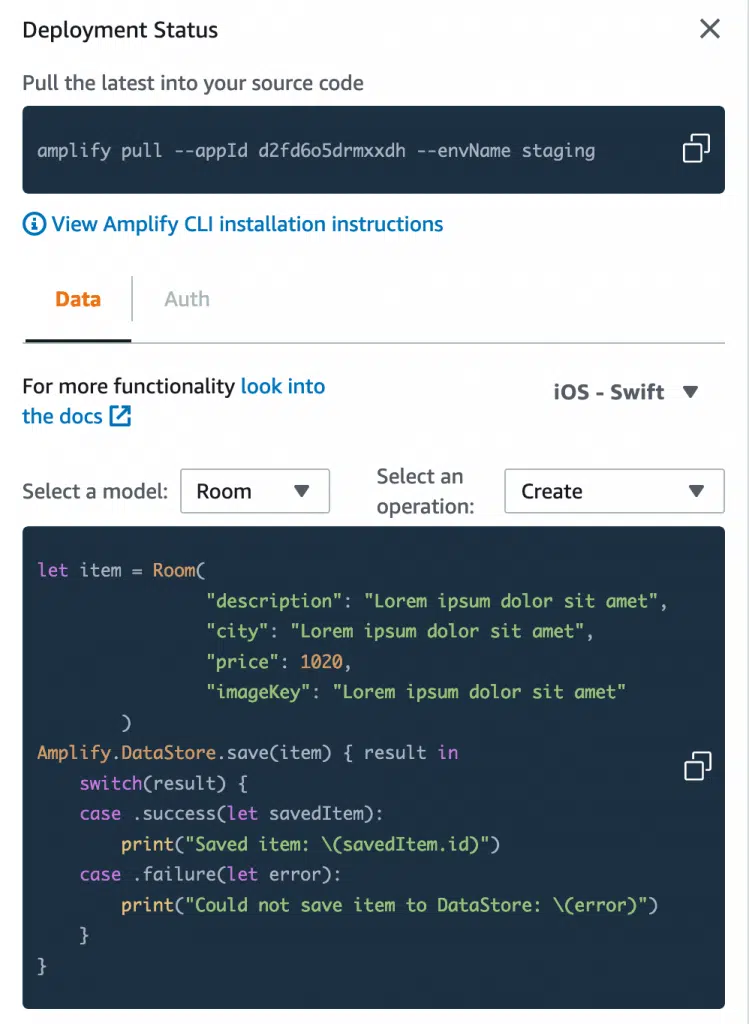 Deployment Status
Pull the latest into your source code
amplify pull --appId d2fd6o5drmxxdh --envName staging
View Amplify CLI installation instructions
Data
Auth
For more functionality look into
the docs
iOS - Swift
Select a model:
Room
Select an
operation:
Create
let item = Room(
                "description": "Lorem ipsum dolor sit amet",
                "city": "Lorem ipsum dolor sit amet",
                "price": 1020,
                "imageKey": "Lorem ipsum dolor sit amet"
        )
Amplify.DataStore.save(item) { result in
    switch(result) {
    case .success(let savedItem):
        print("Saved item: \(savedItem.id)")
    case .failure(let error):
        print("Could not save item to DataStore: \(error)")
    }
}